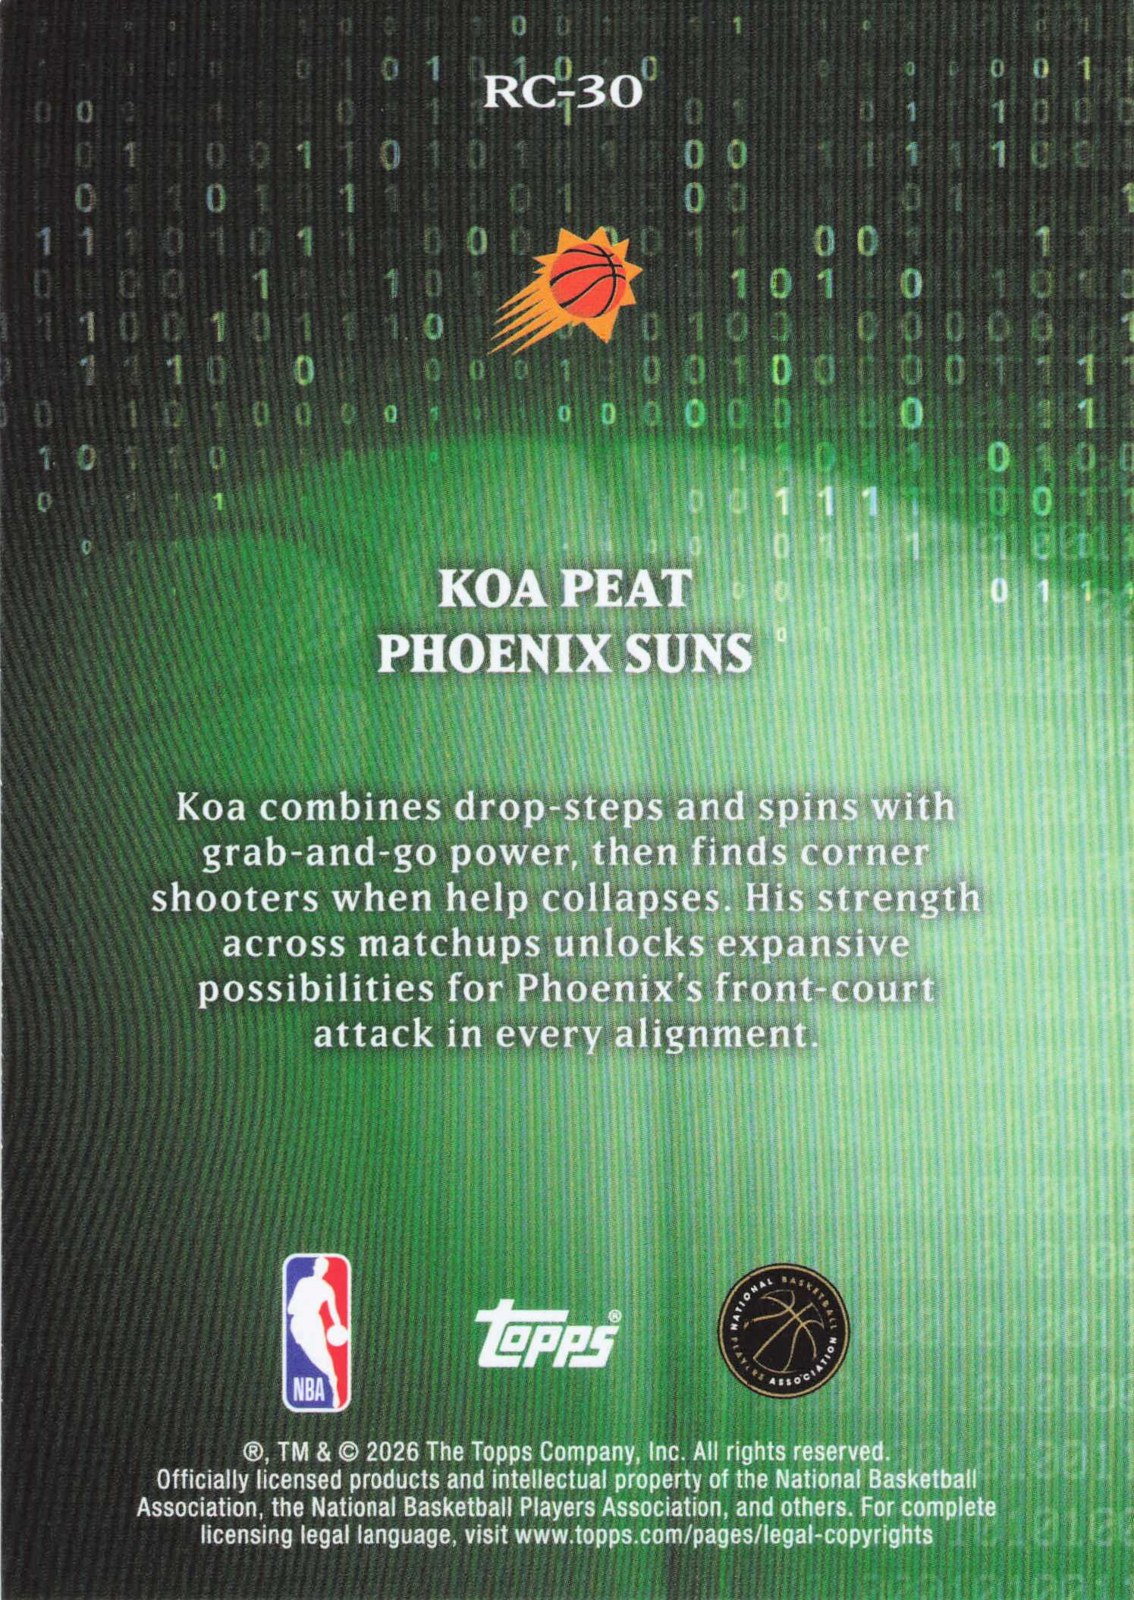 RC-30
KOA PEAT
PHOENIX SUNS
Koa combines drop-steps and spins with
grab-and-go power, then finds corner
shooters when help collapses. His strength
across matchups unlocks expansive
possibilities for Phoenix's front-court
attack in every alignment.
NBA
topps®
NATIONAL BASKETBALL PLAYERS ASSOCIATION
®, TM & © 2026 The Topps Company, Inc. All rights reserved.
Officially licensed products and intellectual property of the National Basketball
Association, the National Basketball Players Association, and others. For complete
licensing legal language, visit www.topps.com/pages/legal-copyrights